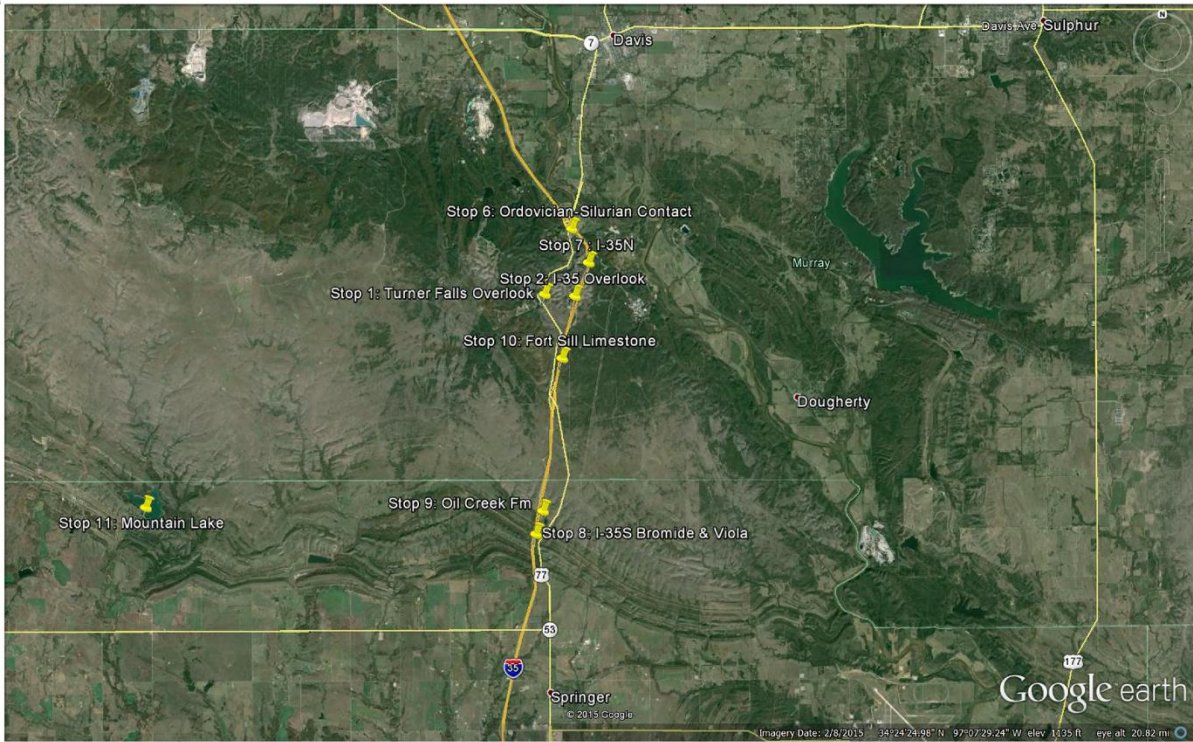 N
Davis Ave
Sulphur
7
Davis
Stop 6: Ordovician-Silurian Contact
Stop 7 : I-35N
Murray
Stop 2: I-35 Overlook
Stop 1: Turner Falls Overlook
Stop 10: Fort Sill Limestone
Dougherty
Stop 9: Oil Creek Fm
Stop 11: Mountain Lake
Stop 8: I-35S Bromide & Viola
77
53
35
177
Springer
Google earth
© 2015 Google
Imagery Date: 2/8/2015 34°24'24.98" N 97°07'29.24" W elev 1135 ft eye alt 20.82 mi